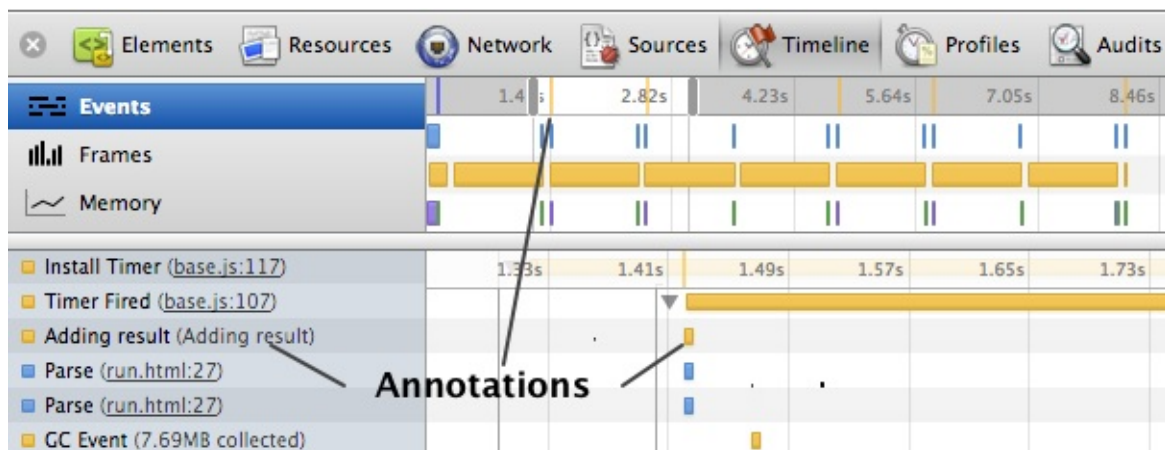 Elements Resources Network Sources Timeline Profiles Audits
Events
1.4 s 2.82s 4.23s 5.64s 7.05s 8.46s
Frames
Memory
Install Timer (base.js:117)
1.33s 1.41s 1.49s 1.57s 1.65s 1.73s
Timer Fired (base.js:107)
Adding result (Adding result)
Parse (run.html:27)
Annotations
Parse (run.html:27)
GC Event (7.69MB collected)